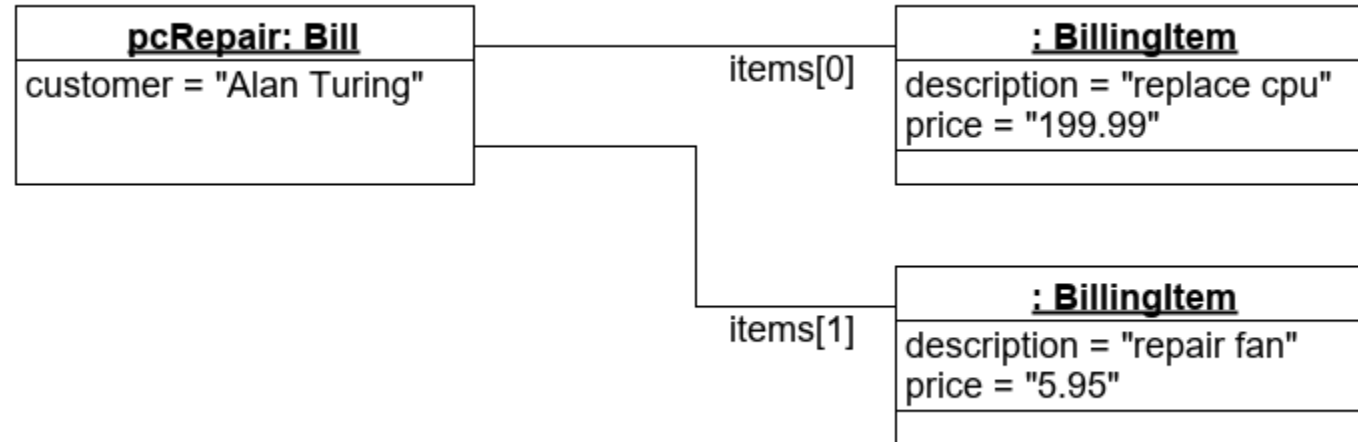 pcRepair: Bill
customer = "Alan Turing"
items[0]
: BillingItem
description = "replace cpu"
price = "199.99"
items[1]
: BillingItem
description = "repair fan"
price = "5.95"